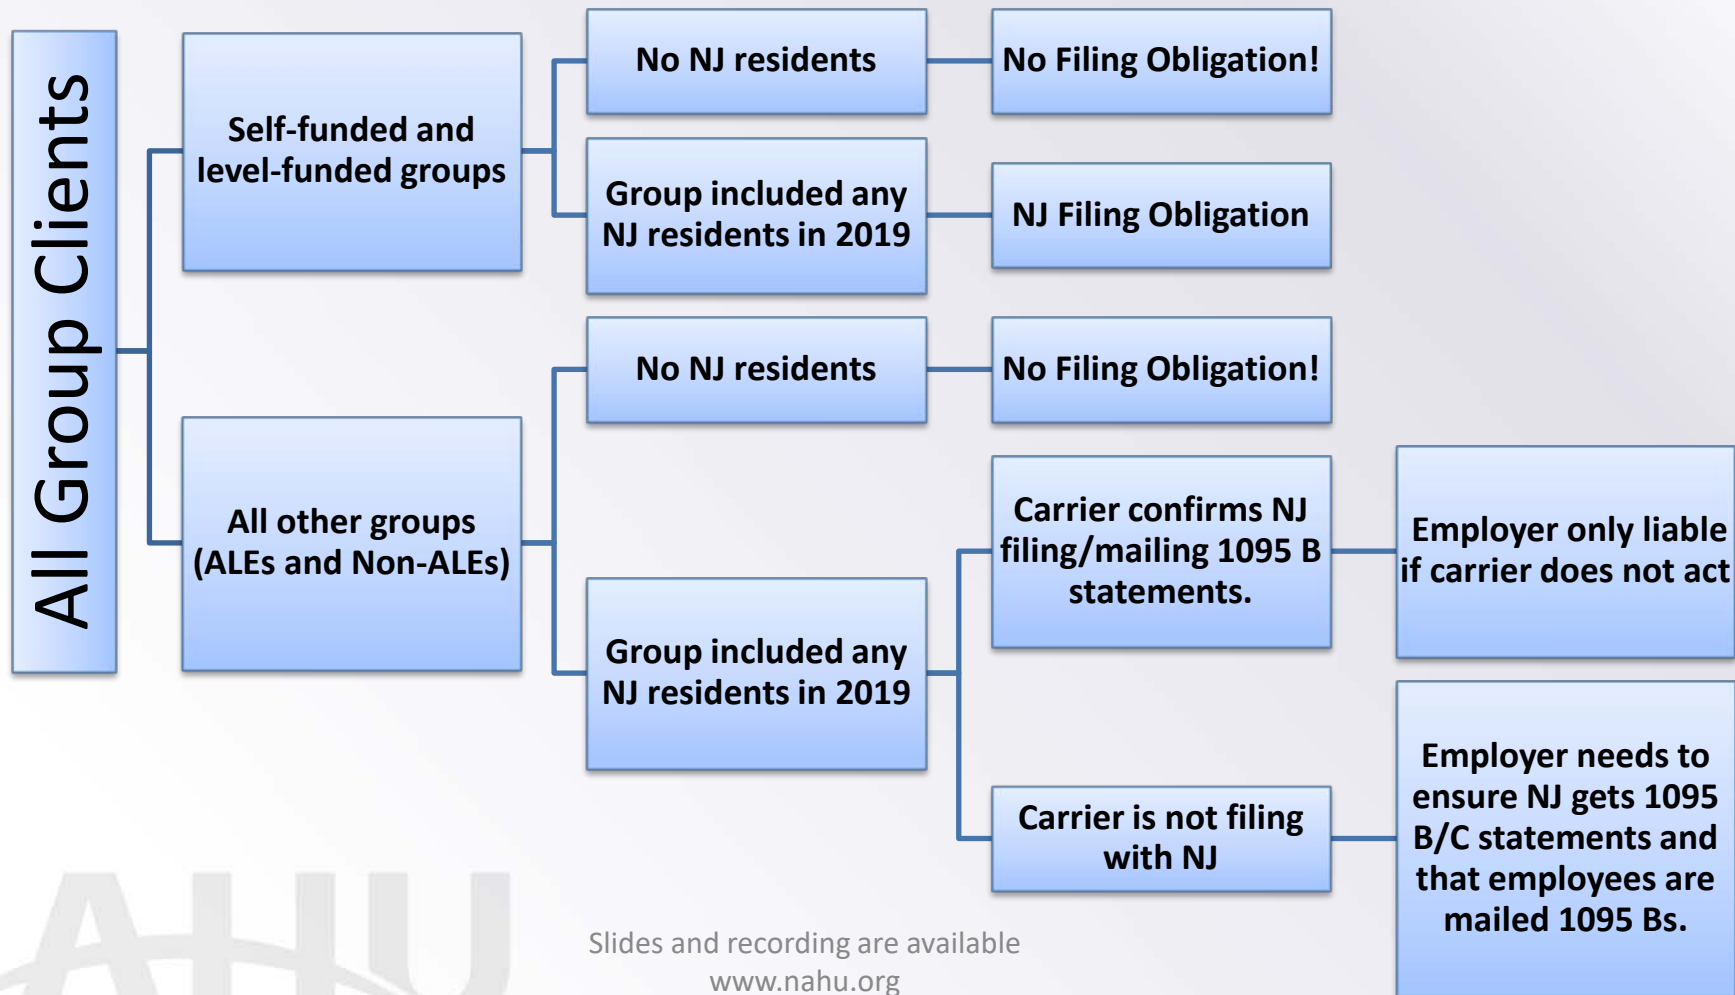 All Group Clients
Self-funded and
level-funded groups
No NJ residents
No Filing Obligation!
Group included any
NJ residents in 2019
NJ Filing Obligation
All other groups
(ALEs and Non-ALEs)
No NJ residents
No Filing Obligation!
Group included any
NJ residents in 2019
Carrier confirms NJ
filing/mailing 1095 B
statements.
Employer only liable
if carrier does not act
Carrier is not filing
with NJ
Employer needs to
ensure NJ gets 1095
B/C statements and
that employees are
mailed 1095 Bs.
AHU
Slides and recording are available
www.nahu.org